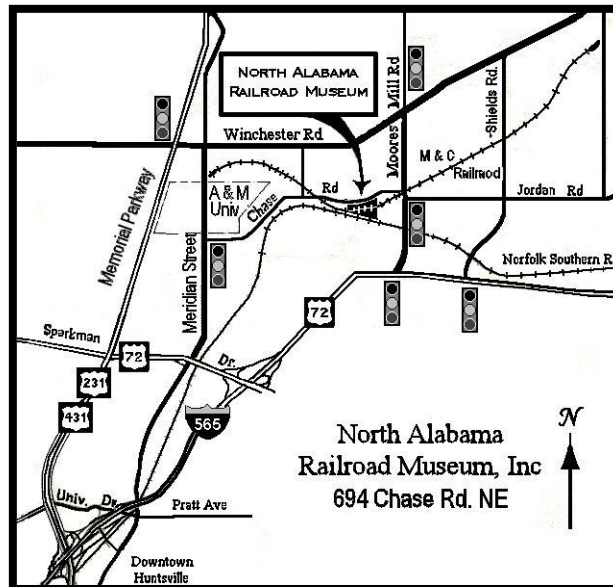 NORTH ALABAMA
RAILROAD MUSEUM
Winchester Rd
Moores Mill Rd
Shields Rd.
M & C
Railroad
Memorial Parkway
A & M
Univ.
Chase
Rd
Jordan Rd
Meridian Street
Norfolk Southern R
Sparkman
Dr.
72
72
231
431
565
North Alabama
Railroad Museum, Inc
694 Chase Rd. NE
N
Univ. Dr.
Pratt Ave
Downtown
Huntsville